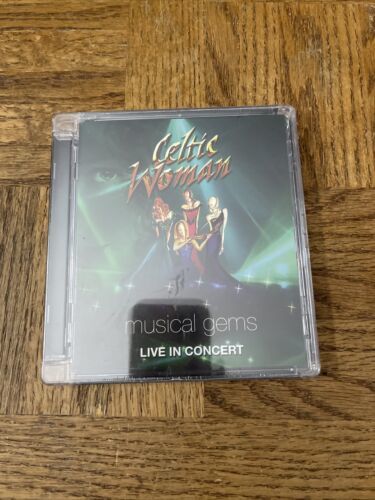 Celtic
Woman
musical gems
LIVE IN CONCERT